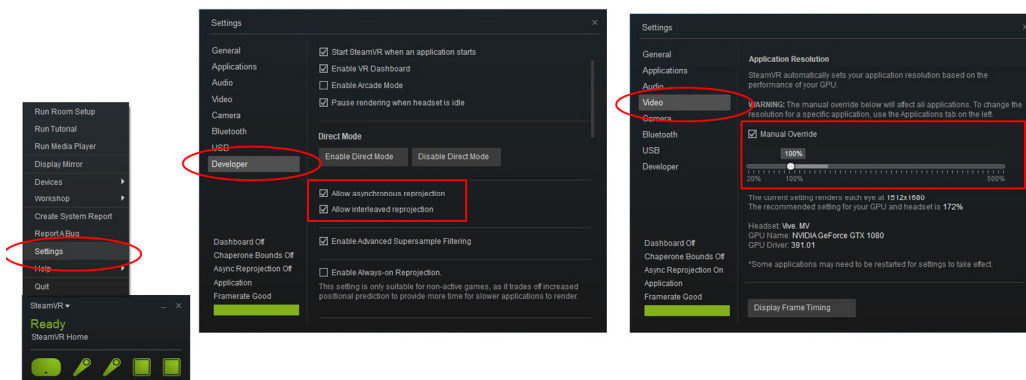 Run Room Setup
Run Tutorial
Run Media Player
Display Mirror
Devices
Workshop
Create System Report
Report A Bug
Settings
Help
Quit
SteamVR
Ready
SteamVR Home
Settings
General
Applications
Audio
Video
Camera
Bluetooth
USB
Developer
Dashboard Off
Chaperone Bounds Off
Async Reprojection Off
Application
Framerate Good
Start SteamVR when an application starts
Enable VR Dashboard
Enable Arcade Mode
Pause rendering when headset is idle
Direct Mode
Enable Direct Mode
Disable Direct Mode
Allow asynchronous reprojection
Allow interleaved reprojection
Enable Advanced Supersample Filtering
Enable Always-on Reprojection.
This setting is only suitable for non-active games, as it trades off increased
positional prediction to provide more time for slower applications to render.
Settings
General
Applications
Audio
Video
Camera
Bluetooth
USB
Developer
Dashboard Off
Chaperone Bounds Off
Async Reprojection On
Application
Framerate Good
Application Resolution
SteamVR automatically sets your application resolution based on the
performance of your GPU.
WARNING: The manual override below will affect all applications. To change the
resolution for a specific application, use the Applications tab on the left.
Manual Override
100%
20% 100% 500%
The current setting renders each eye at 1512x1680
The recommended setting for your GPU and headset is 172%
Headset: Vive. MV
GPU Name: NVIDIA GeForce GTX 1080
GPU Driver: 391.01
*Some applications may need to be restarted for settings to take effect.
Display Frame Timing